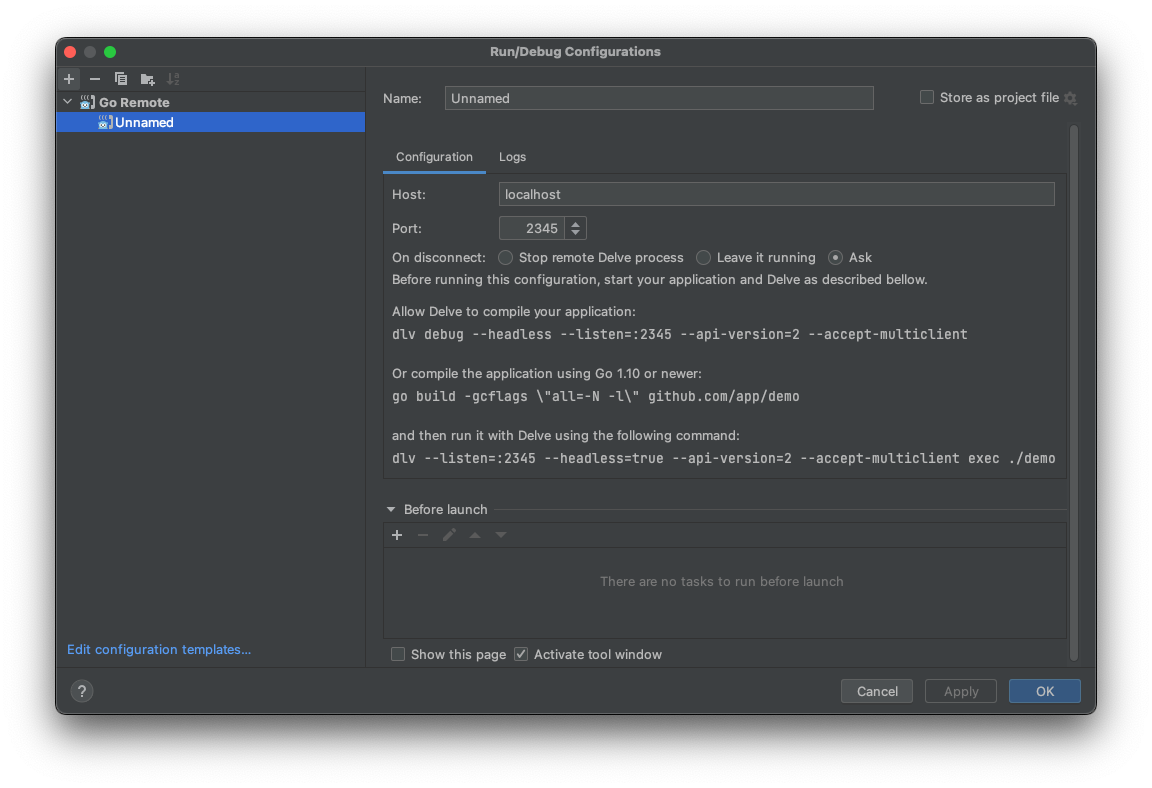 Run/Debug Configurations
Go Remote
Unnamed
Name: Unnamed
Store as project file
Configuration Logs
Host: localhost
Port: 2345
On disconnect: Stop remote Delve process Leave it running Ask
Before running this configuration, start your application and Delve as described bellow.
Allow Delve to compile your application:
dlv debug --headless --listen=:2345 --api-version=2 --accept-multiclient
Or compile the application using Go 1.10 or newer:
go build -gcflags \"all=-N -l\" github.com/app/demo
and then run it with Delve using the following command:
dlv --listen=:2345 --headless=true --api-version=2 --accept-multiclient exec ./demo
Before launch
There are no tasks to run before launch
Edit configuration templates...
Show this page Activate tool window
? Cancel Apply OK